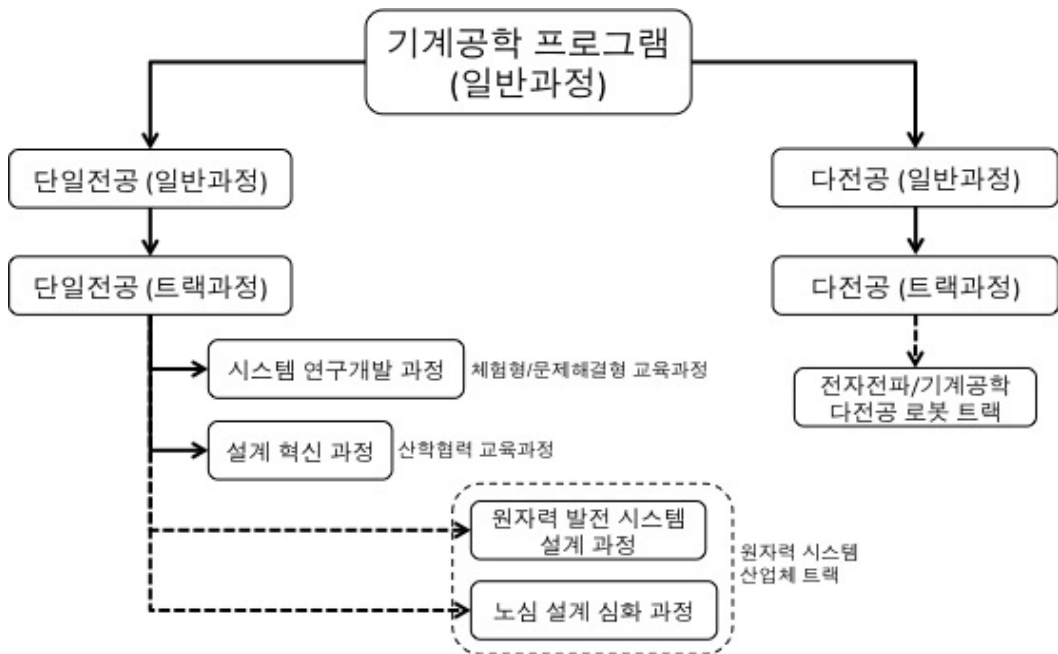 기계공학 프로그램
(일반과정)
단일전공 (일반과정)
다전공 (일반과정)
단일전공 (트랙과정)
다전공 (트랙과정)
시스템 연구개발 과정
체험형/문제해결형 교육과정
전자전파/기계공학
다전공 로봇 트랙
설계 혁신 과정
산학협력 교육과정
원자력 발전 시스템
설계 과정
원자력 시스템
산업체 트랙
노심 설계 심화 과정